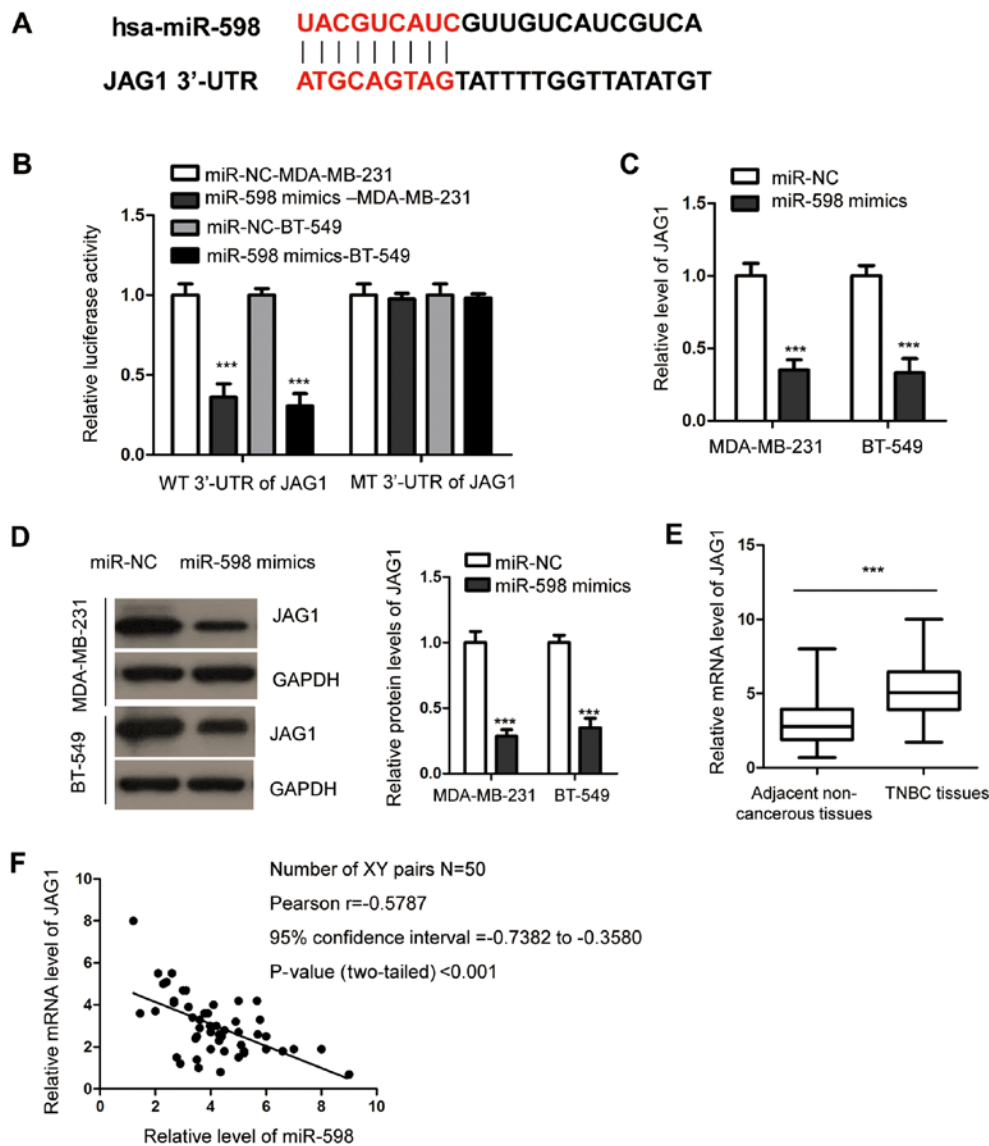 A
hsa-miR-598 UACGUCAUCGUUGUCAUCGUCA
JAG1 3'-UTR ATGCAGTAGTATTTTGGTTATATGT
B
miR-NC-MDA-MB-231
miR-598 mimics –MDA-MB-231
miR-NC-BT-549
miR-598 mimics-BT-549
Relative luciferase activity
1.5
1.0
0.5
0.0
***
***
WT 3'-UTR of JAG1 MT 3'-UTR of JAG1
C
miR-NC
miR-598 mimics
Relative level of JAG1
1.5
1.0
0.5
0.0
***
***
MDA-MB-231 BT-549
D
miR-NC miR-598 mimics
MDA-MB-231
JAG1
GAPDH
BT-549
JAG1
GAPDH
miR-NC
miR-598 mimics
Relative protein levels of JAG1
1.5
1.0
0.5
0.0
***
***
MDA-MB-231 BT-549
E
Relative mRNA level of JAG1
15
10
5
0
***
Adjacent non-
cancerous tissues
TNBC tissues
F
Number of XY pairs N=50
Pearson r=-0.5787
95% confidence interval =-0.7382 to -0.3580
P-value (two-tailed) <0.001
Relative mRNA level of JAG1
10
8
6
4
2
0
0 2 4 6 8 10
Relative level of miR-598